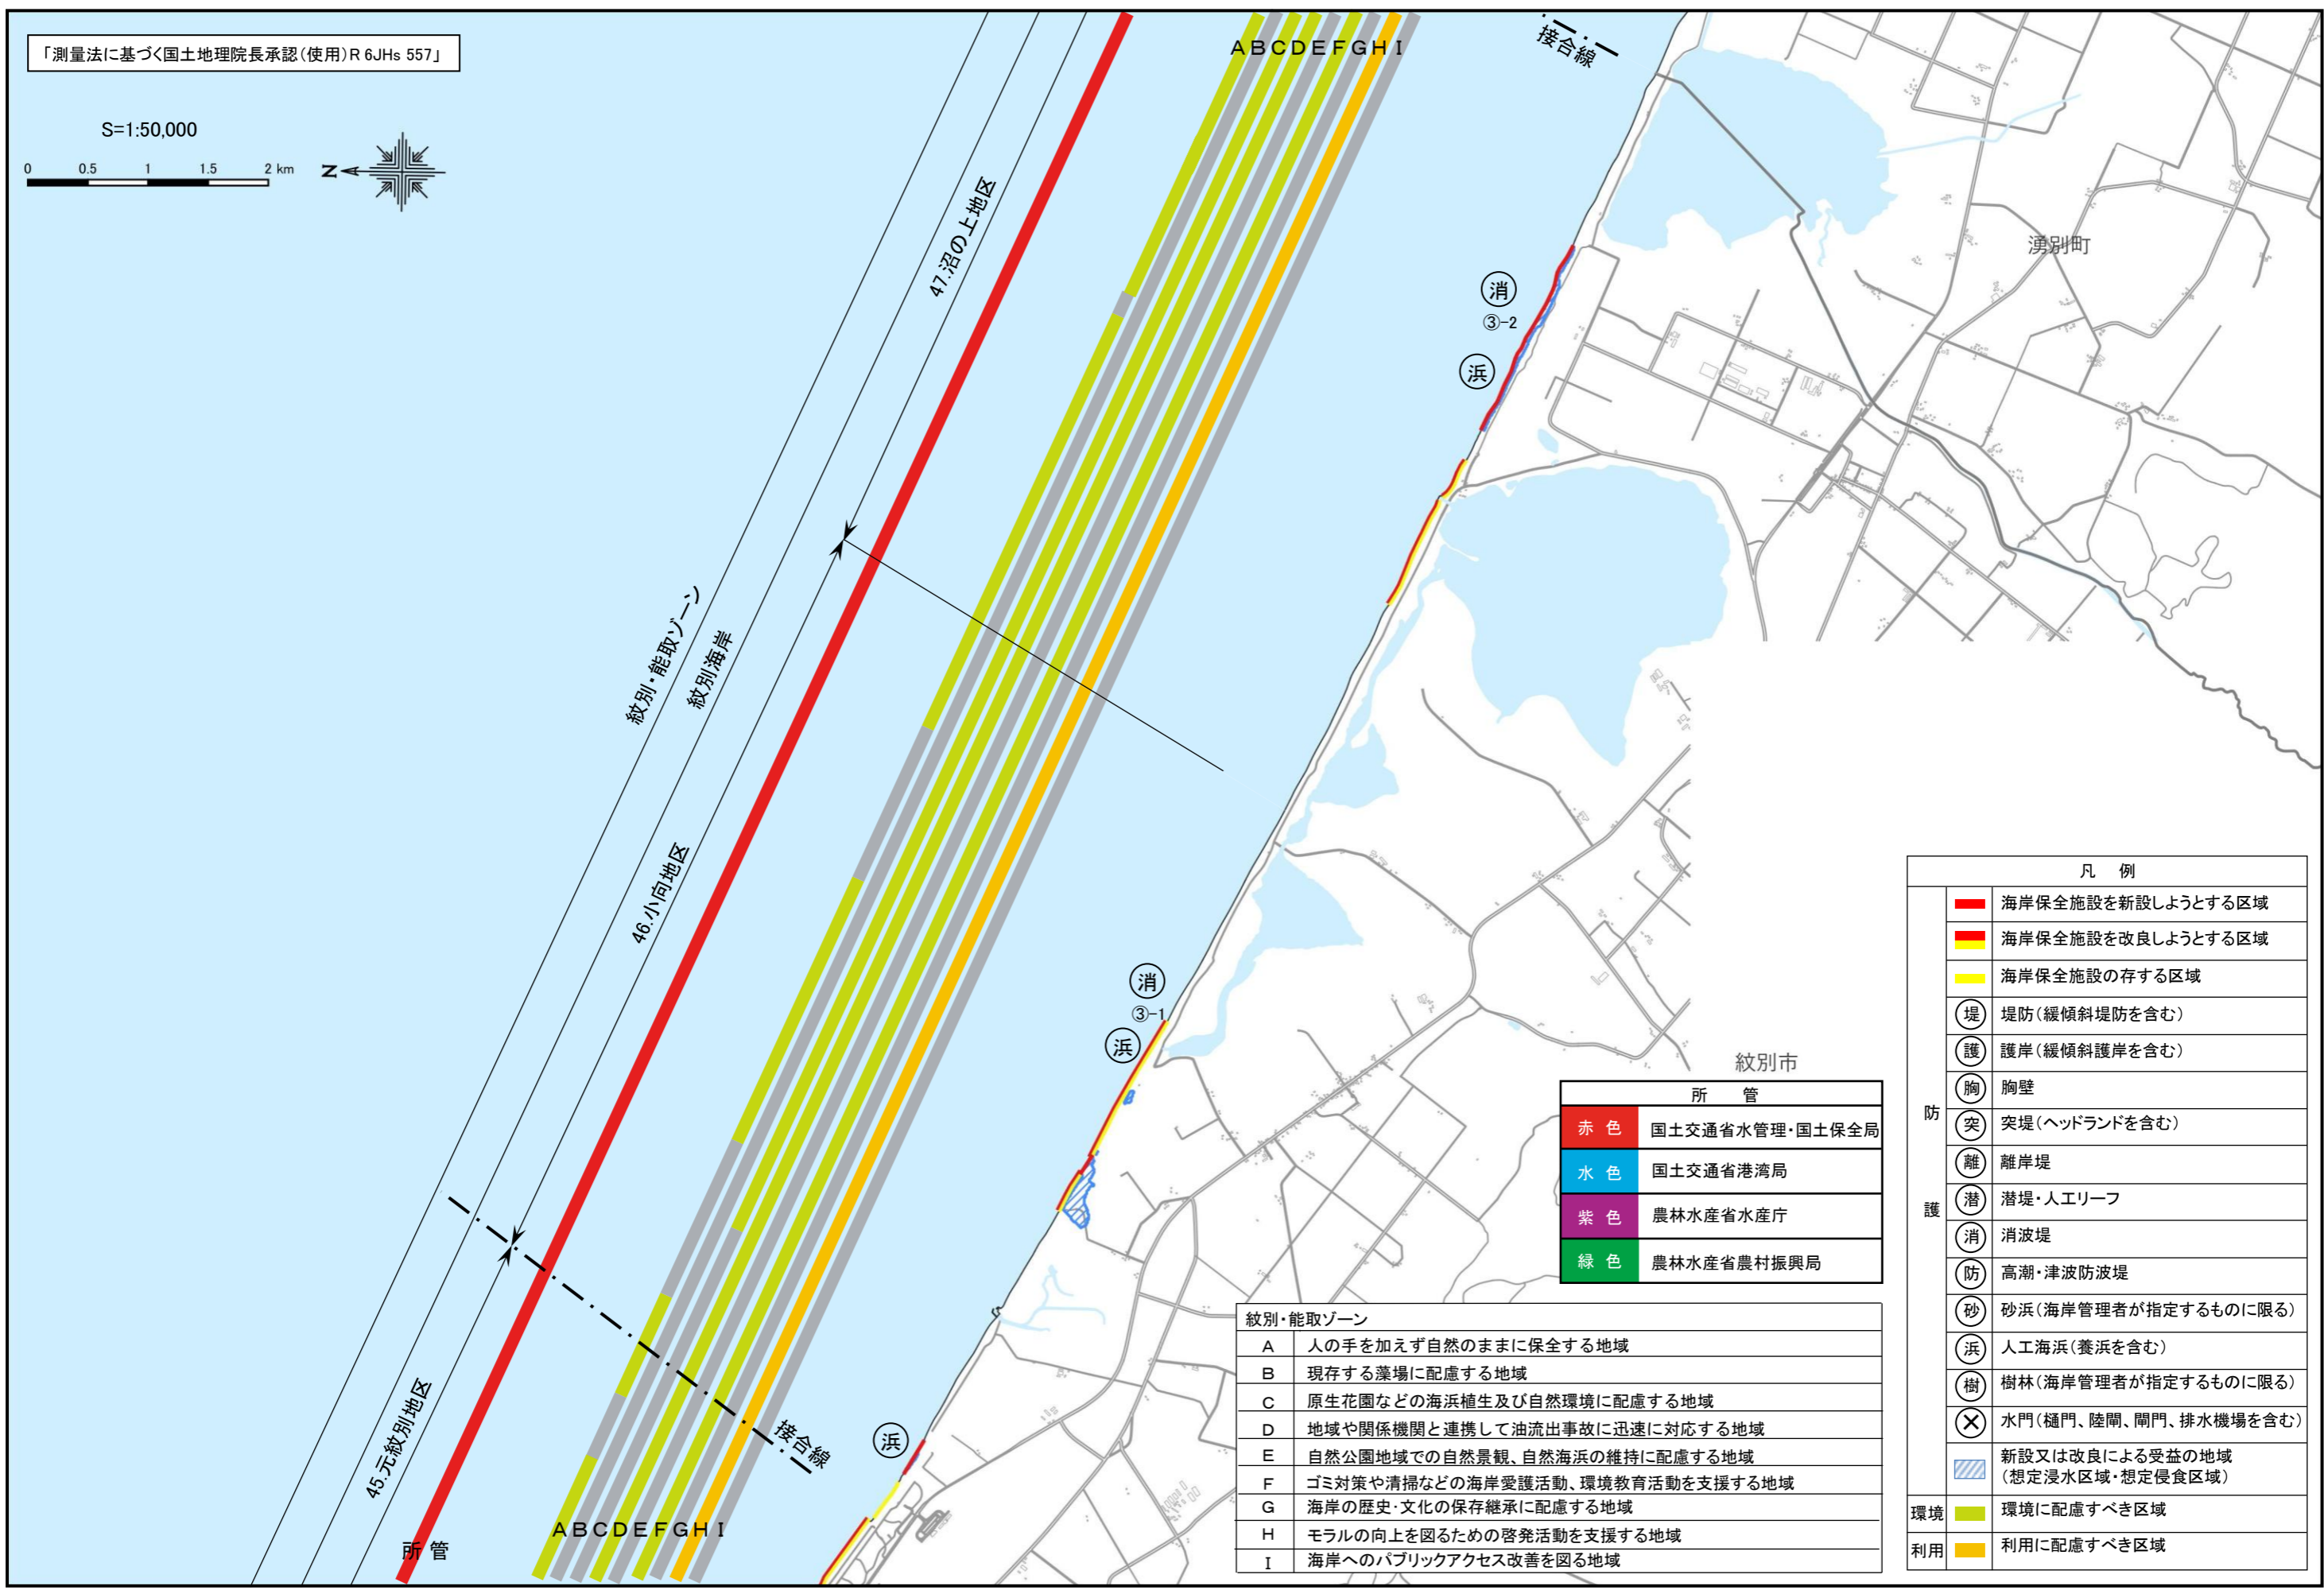 「測量法に基づく国土地理院長承認(使用)R 6JHs 557」
S=1:50,000
0 0.5 1 1.5 2 km
N
A B C D E F G H I
接合線
47.沼の上地区
湧別町
消
③-2
浜
紋別・能取ゾーン
紋別海岸
46.小向地区
消
③-1
浜
紋別市
45.元紋別地区
接合線
浜
所管
A B C D E F G H I
所 管
赤 色 国土交通省水管理・国土保全局
水 色 国土交通省港湾局
紫 色 農林水産省水産庁
緑 色 農林水産省農村振興局
紋別・能取ゾーン
A 人の手を加えず自然のままに保全する地域
B 現存する藻場に配慮する地域
C 原生花園などの海浜植生及び自然環境に配慮する地域
D 地域や関係機関と連携して油流出事故に迅速に対応する地域
E 自然公園地域での自然景観、自然海浜の維持に配慮する地域
F ゴミ対策や清掃などの海岸愛護活動、環境教育活動を支援する地域
G 海岸の歴史・文化の保存継承に配慮する地域
H モラルの向上を図るための啓発活動を支援する地域
I 海岸へのパブリックアクセス改善を図る地域
凡 例
防護
海岸保全施設を新設しようとする区域
海岸保全施設を改良しようとする区域
海岸保全施設の存する区域
堤 堤防(緩傾斜堤防を含む)
護 護岸(緩傾斜護岸を含む)
胸 胸壁
突 突堤(ヘッドランドを含む)
離 離岸堤
潜 潜堤・人工リーフ
消 消波堤
防 高潮・津波防波堤
砂 砂浜(海岸管理者が指定するものに限る)
浜 人工海浜(養浜を含む)
樹 樹林(海岸管理者が指定するものに限る)
水門(樋門、陸閘、閘門、排水機場を含む)
新設又は改良による受益の地域
(想定浸水区域・想定侵食区域)
環境 環境に配慮すべき区域
利用 利用に配慮すべき区域